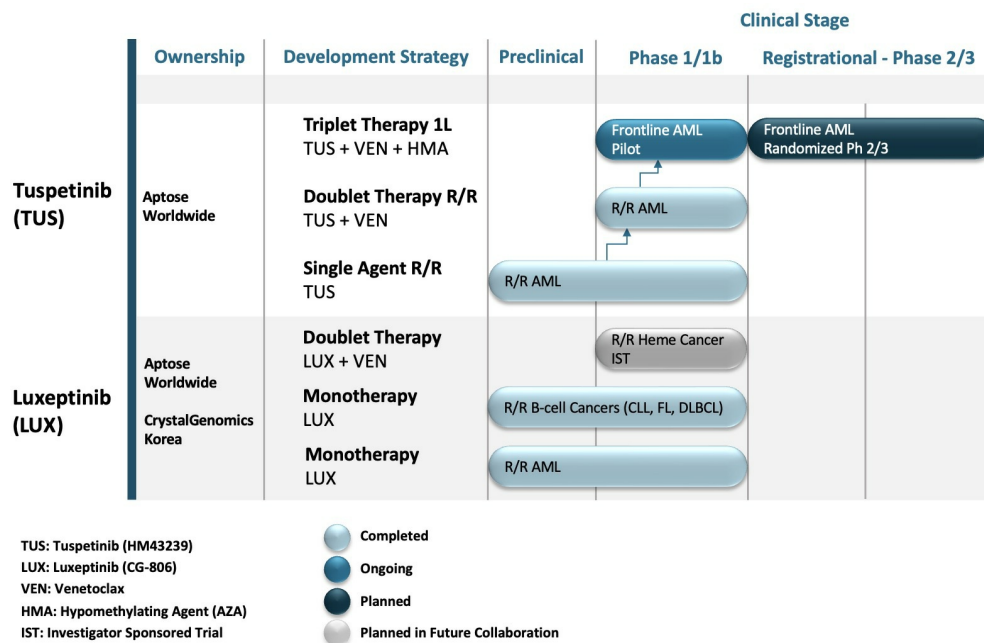 Clinical Stage
Ownership
Development Strategy
Preclinical
Phase 1/1b
Registrational - Phase 2/3
Tuspetinib
(TUS)
Aptose
Worldwide
Triplet Therapy 1L
TUS + VEN + HMA
Frontline AML
Pilot
Frontline AML
Randomized Ph 2/3
Doublet Therapy R/R
TUS + VEN
R/R AML
Single Agent R/R
TUS
R/R AML
Luxeptinib
(LUX)
Aptose
Worldwide
CrystalGenomics
Korea
Doublet Therapy
LUX + VEN
R/R Heme Cancer
IST
Monotherapy
LUX
R/R B-cell Cancers (CLL, FL, DLBCL)
Monotherapy
LUX
R/R AML
TUS: Tuspetinib (HM43239)
LUX: Luxeptinib (CG-806)
VEN: Venetoclax
HMA: Hypomethylating Agent (AZA)
IST: Investigator Sponsored Trial
Completed
Ongoing
Planned
Planned in Future Collaboration